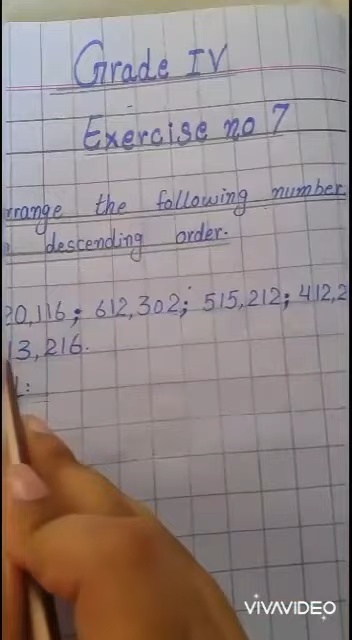 Grade IV
Exercise no 7
rrange the following number
descending order.
20,116; 612,302; 515,212; 412,2
13,216.
L:
VIVAVIDEO